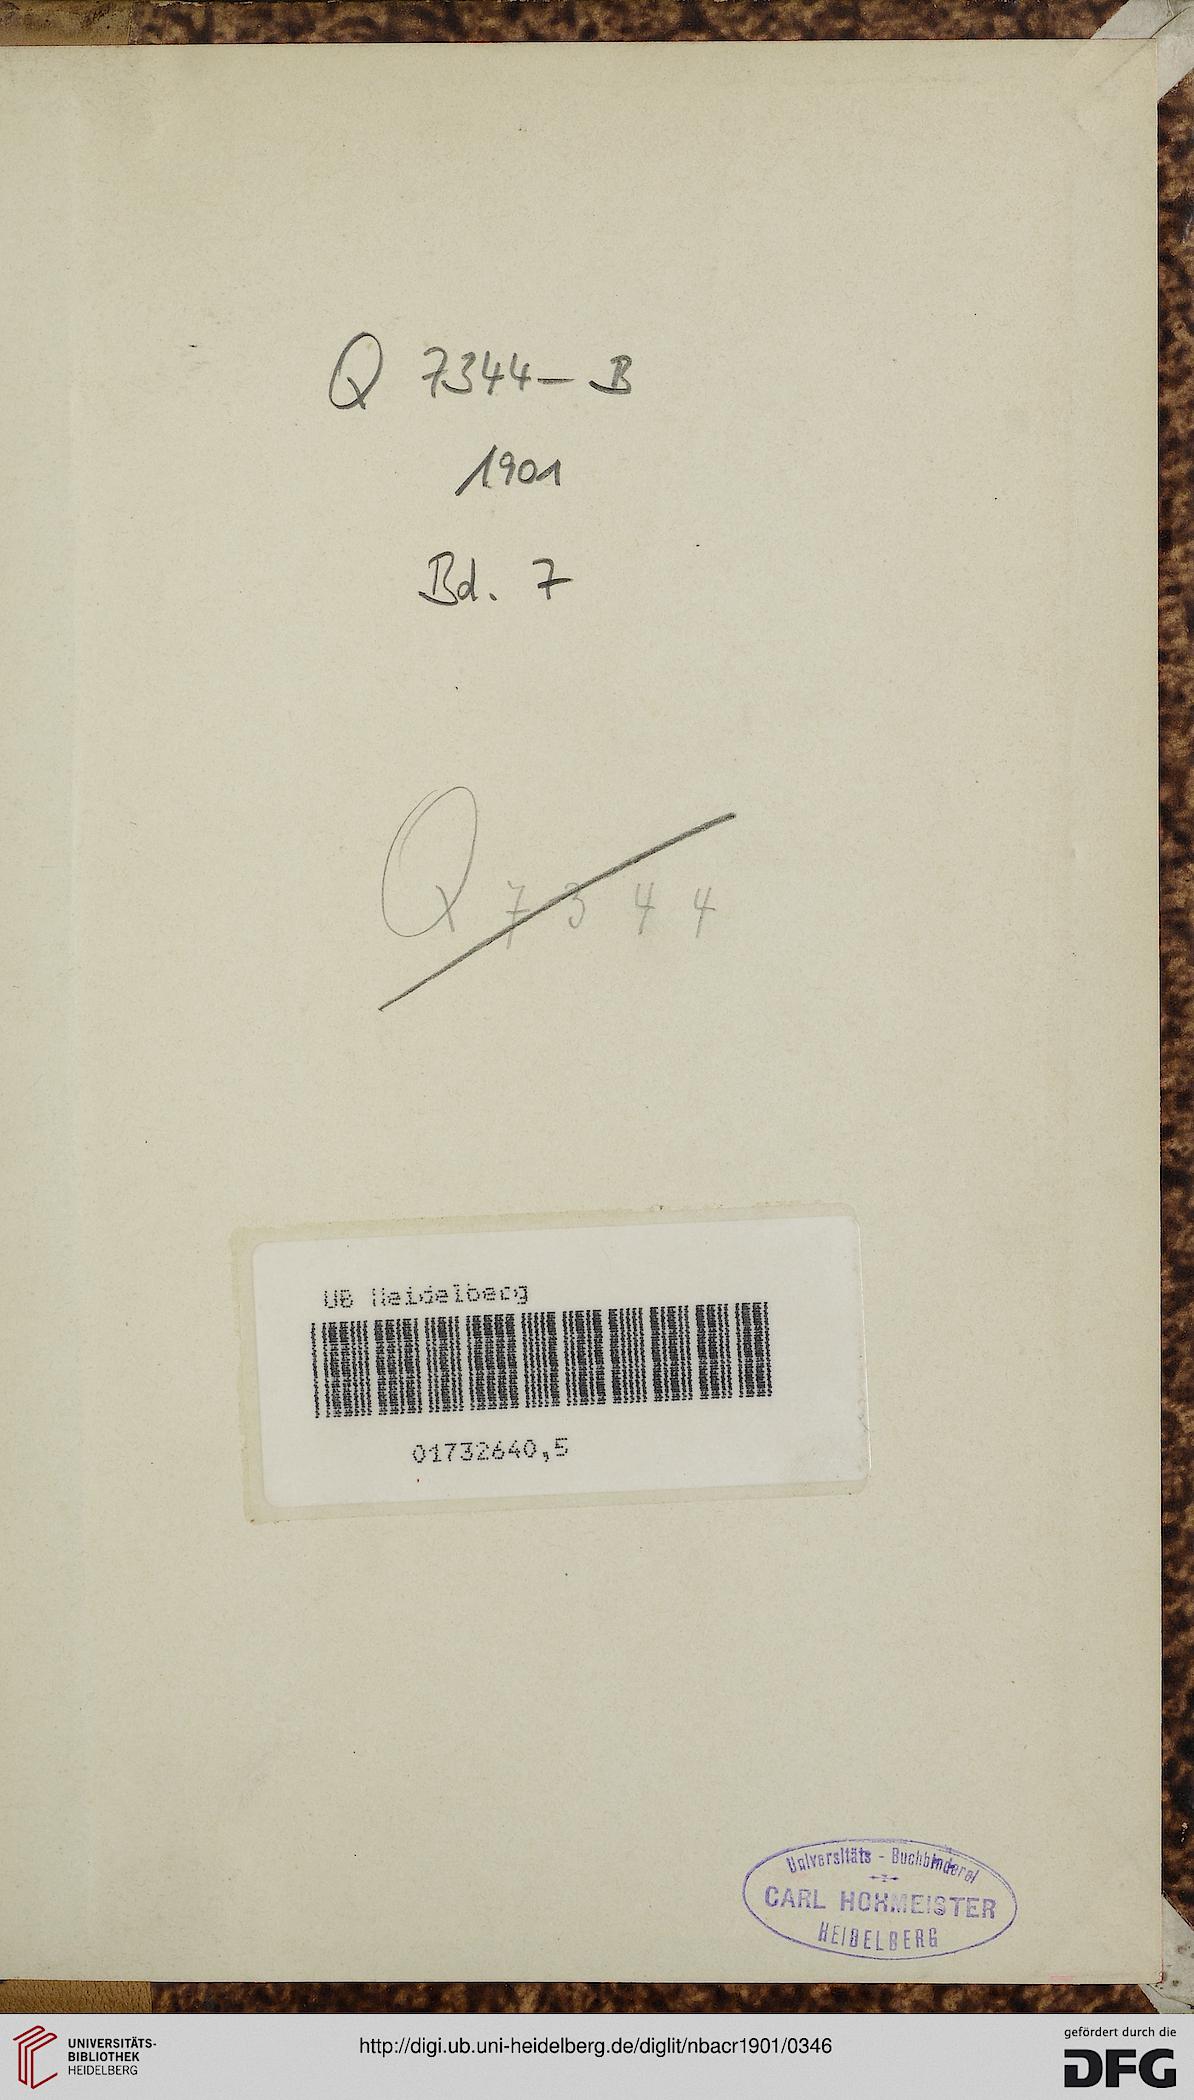 Q 7344-B
1901
Bd. 7
Q 7344
UB Heidelberg
01732640,5
Universitäts-Buchbinderei
CARL HOHMEISTER
HEIDELBERG
UNIVERSITÄTS-
BIBLIOTHEK
HEIDELBERG
http://digi.ub.uni-heidelberg.de/diglit/nbacr1901/0346
gefördert durch die
DFG